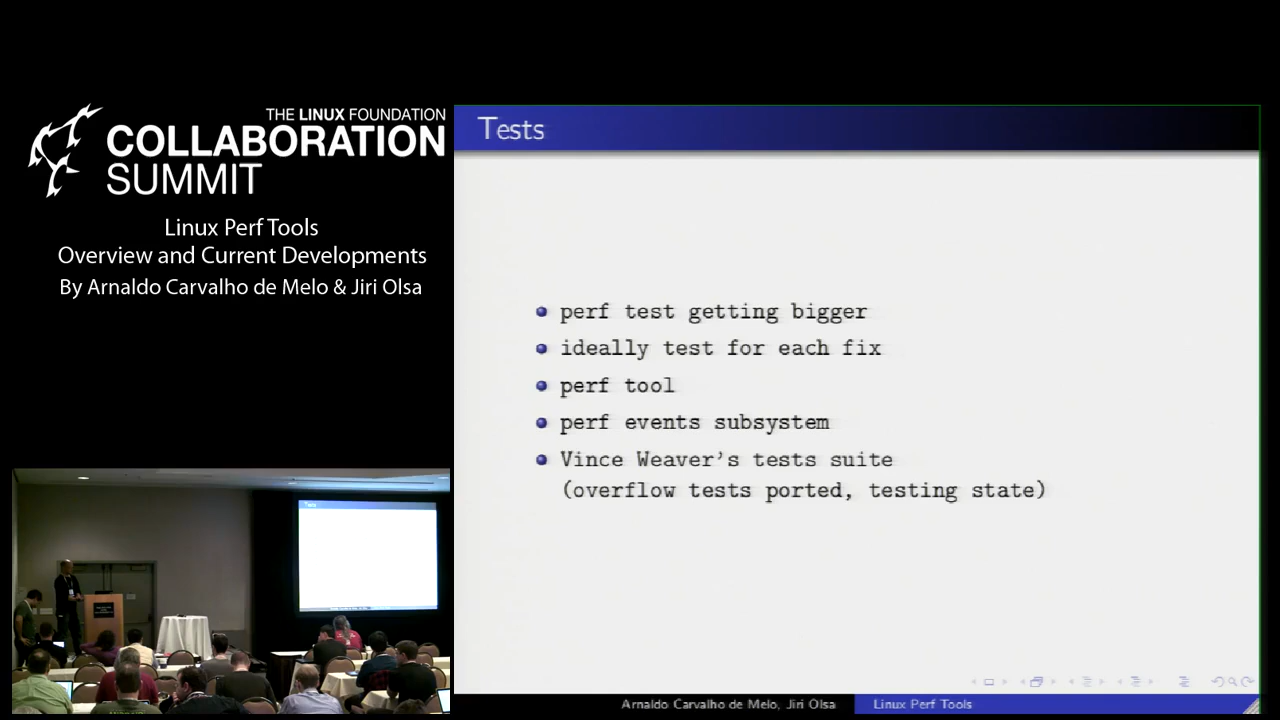 THE LINUX FOUNDATION
COLLABORATION
SUMMIT
Linux Perf Tools
Overview and Current Developments
By Arnaldo Carvalho de Melo & Jiri Olsa
Tests
perf test getting bigger
ideally test for each fix
perf tool
perf events subsystem
Vince Weaver's tests suite
(overflow tests ported, testing state)
Arnaldo Carvalho de Melo, Jiri Olsa
Linux Perf Tools
Tests